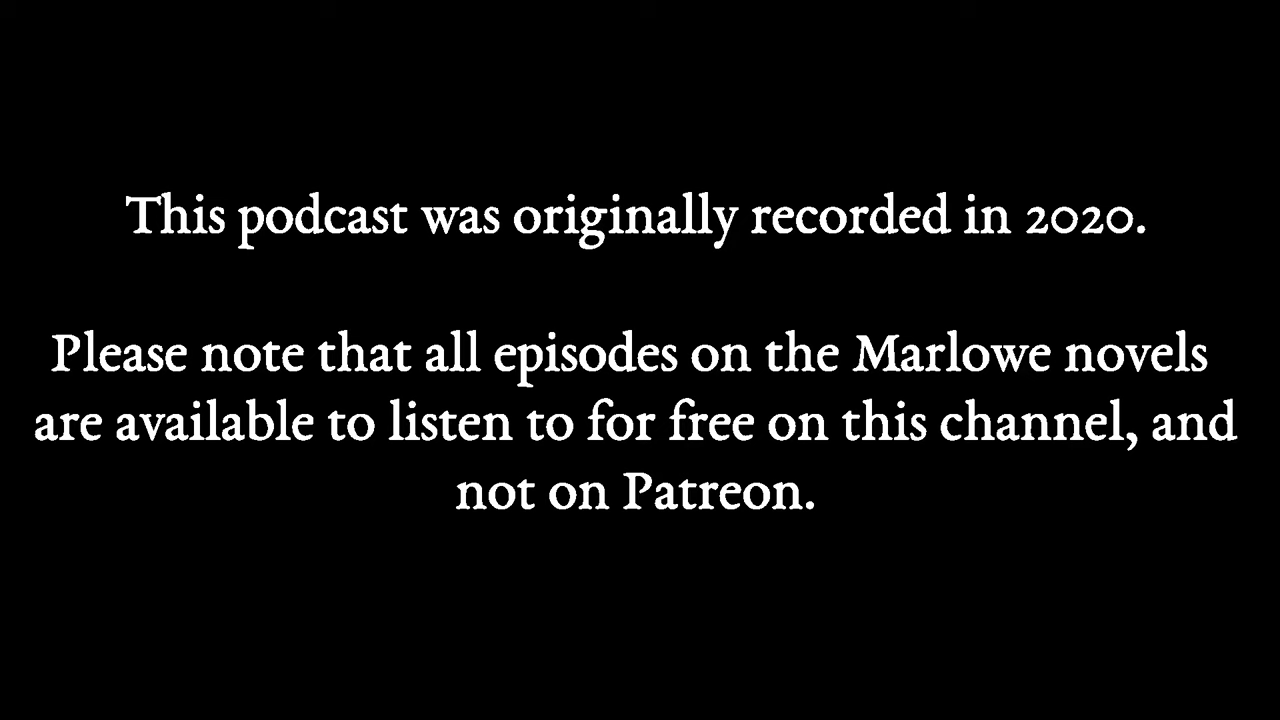 This podcast was originally recorded in 2020.
Please note that all episodes on the Marlowe novels
are available to listen to for free on this channel, and
not on Patreon.